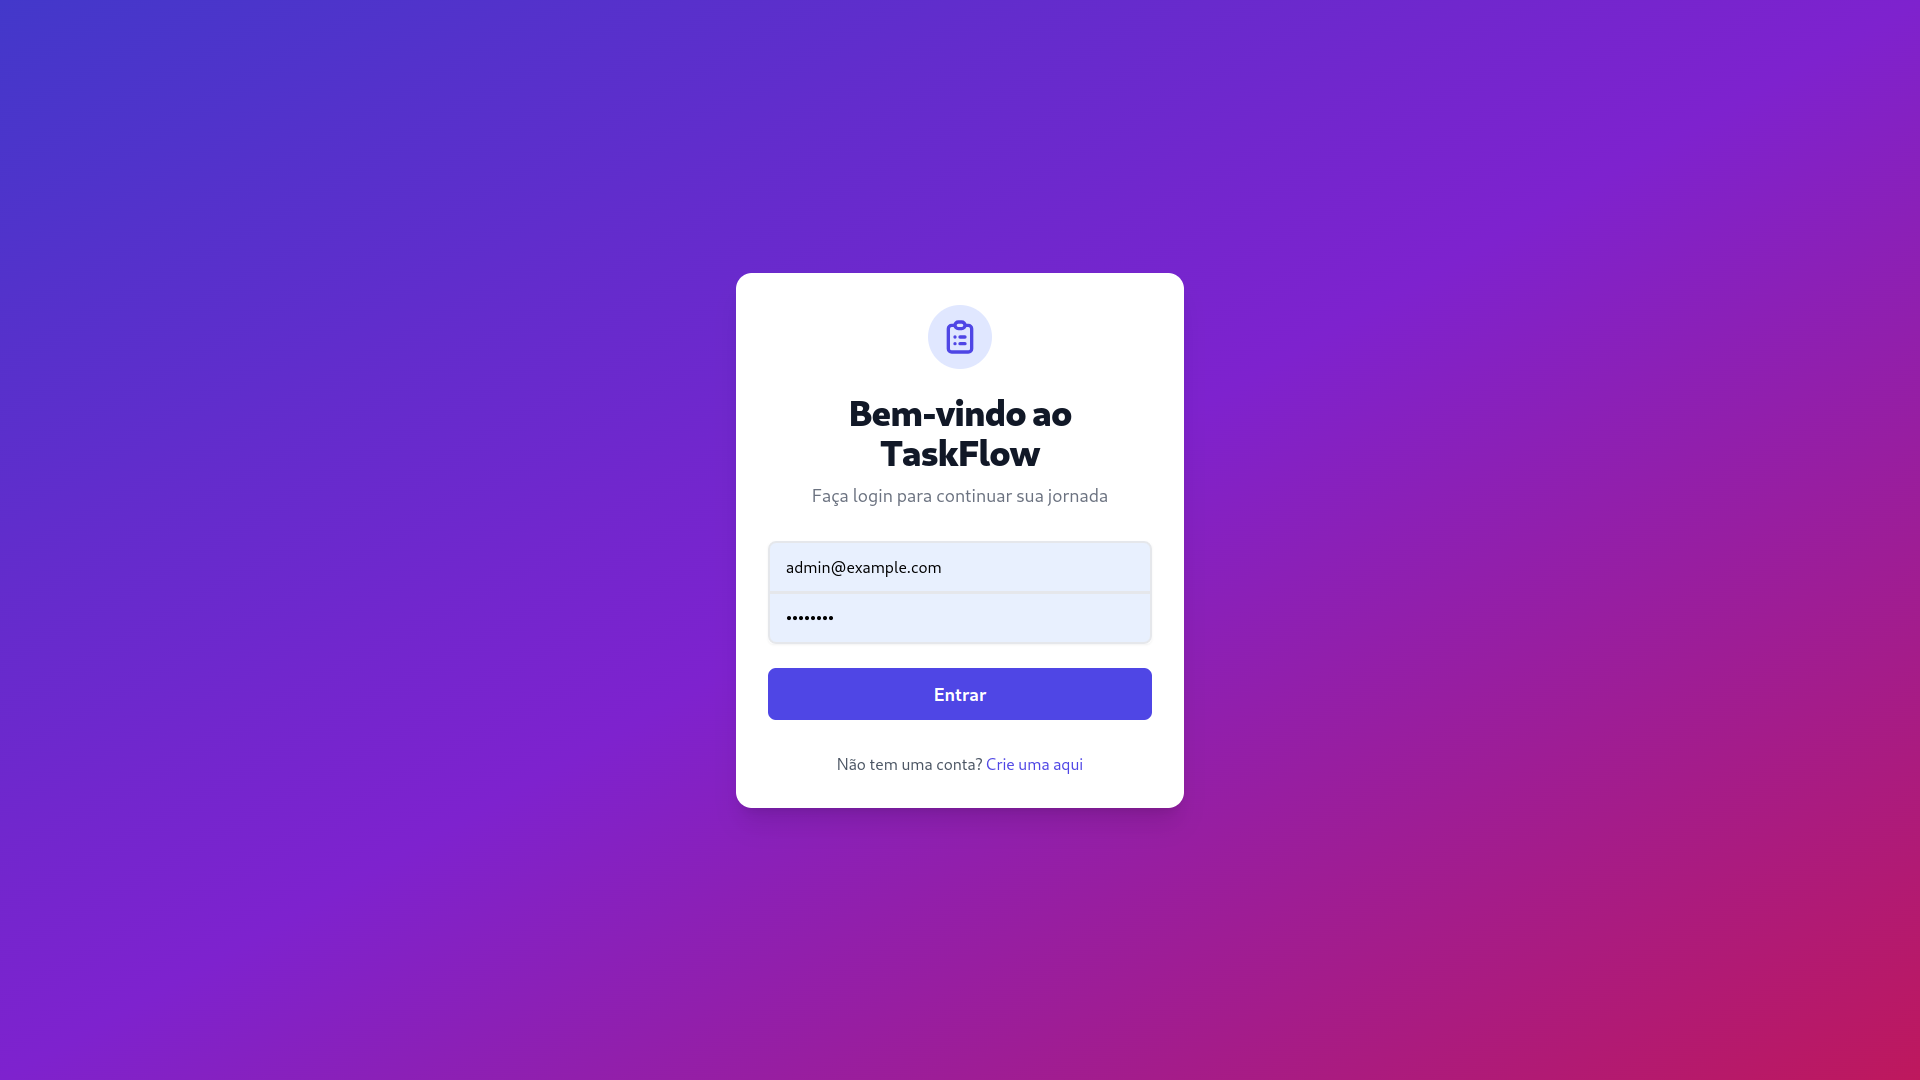 Bem-vindo ao
TaskFlow
Faça login para continuar sua jornada
admin@example.com
••••••••
Entrar
Não tem uma conta? Crie uma aqui